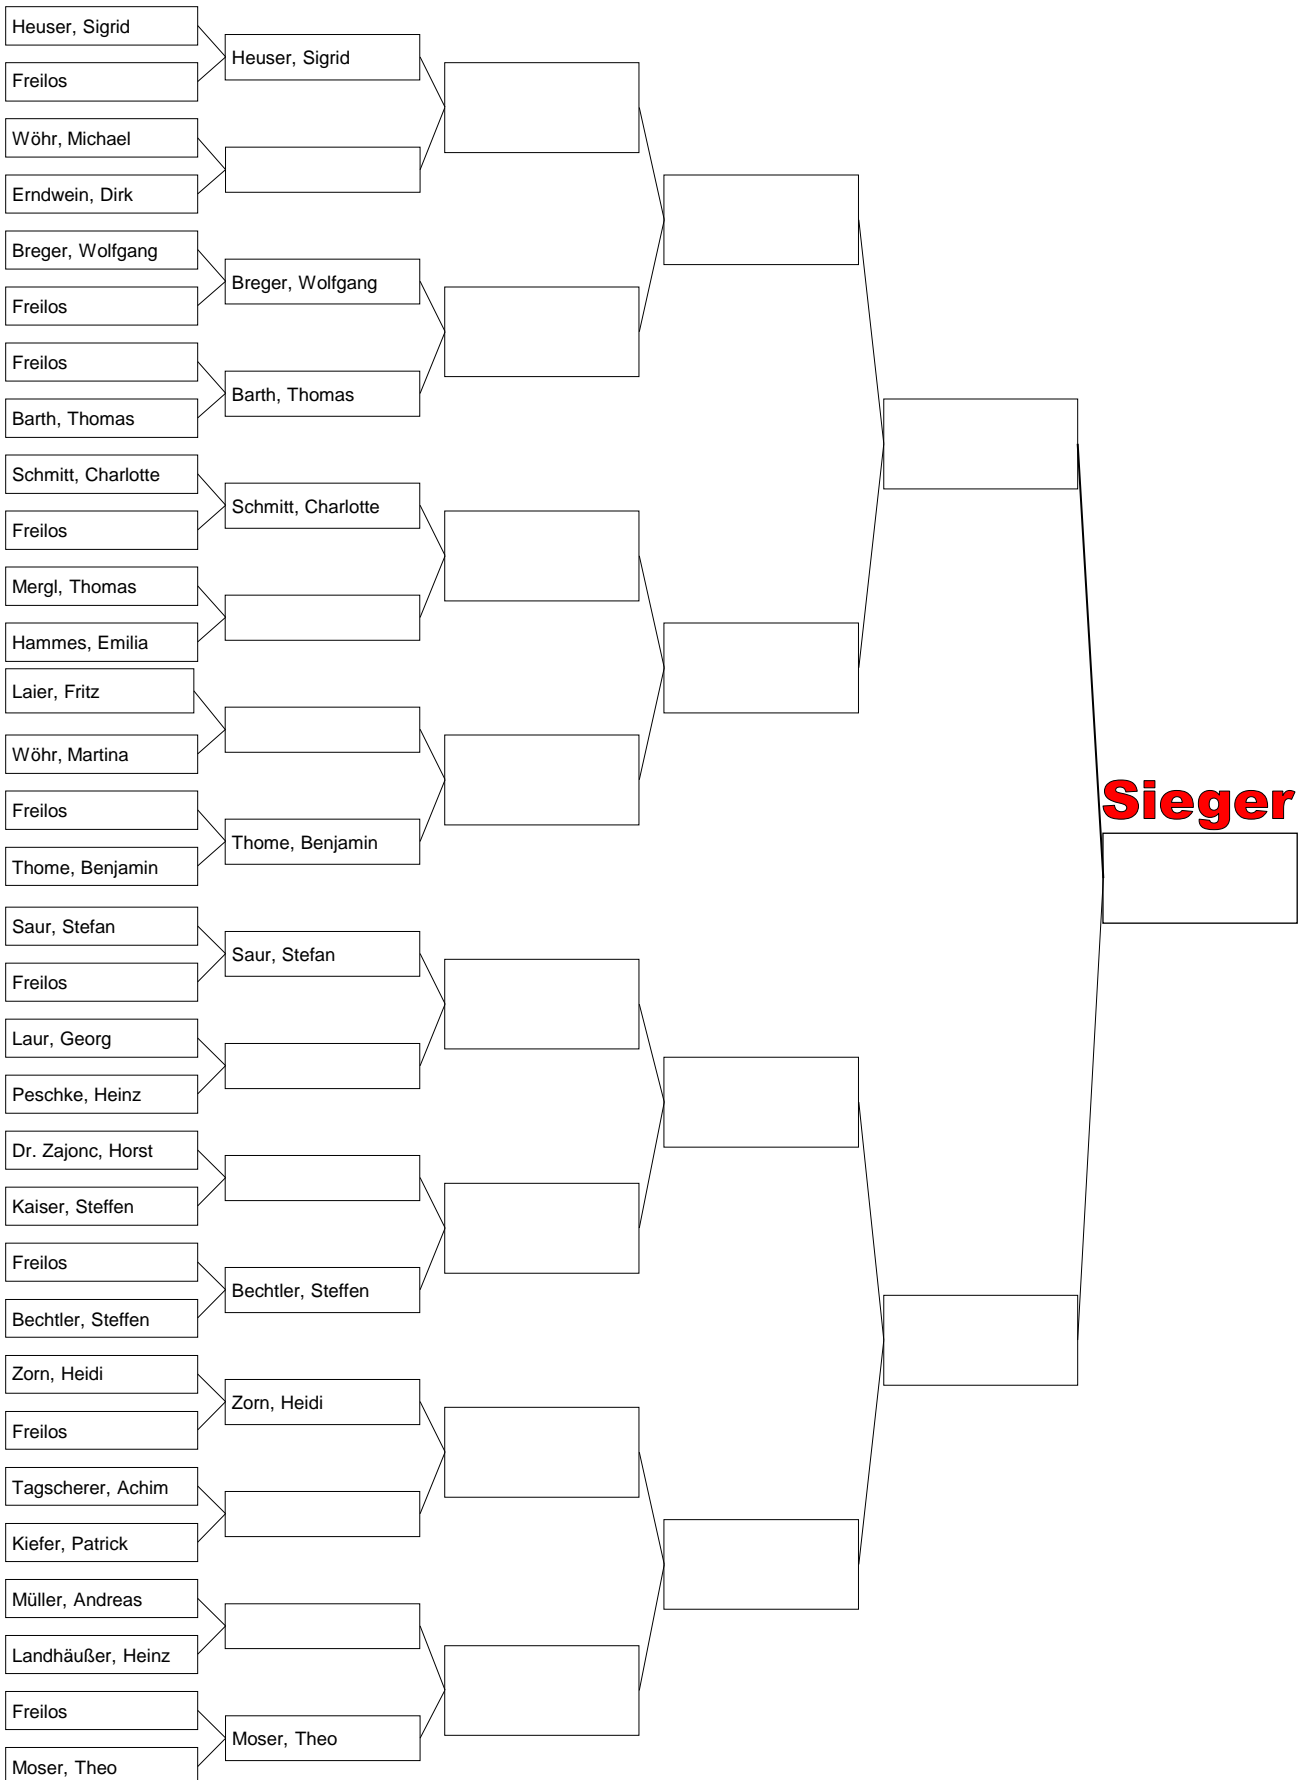 Heuser, Sigrid
Freilos
Wöhr, Michael
Erndwein, Dirk
Breger, Wolfgang
Freilos
Freilos
Barth, Thomas
Schmitt, Charlotte
Freilos
Mergl, Thomas
Hammes, Emilia
Laier, Fritz
Wöhr, Martina
Freilos
Thome, Benjamin
Saur, Stefan
Freilos
Laur, Georg
Peschke, Heinz
Dr. Zajonc, Horst
Kaiser, Steffen
Freilos
Bechtler, Steffen
Zorn, Heidi
Freilos
Tagscherer, Achim
Kiefer, Patrick
Müller, Andreas
Landhäußer, Heinz
Freilos
Moser, Theo
Heuser, Sigrid
Breger, Wolfgang
Barth, Thomas
Schmitt, Charlotte
Thome, Benjamin
Saur, Stefan
Bechtler, Steffen
Zorn, Heidi
Moser, Theo
Sieger